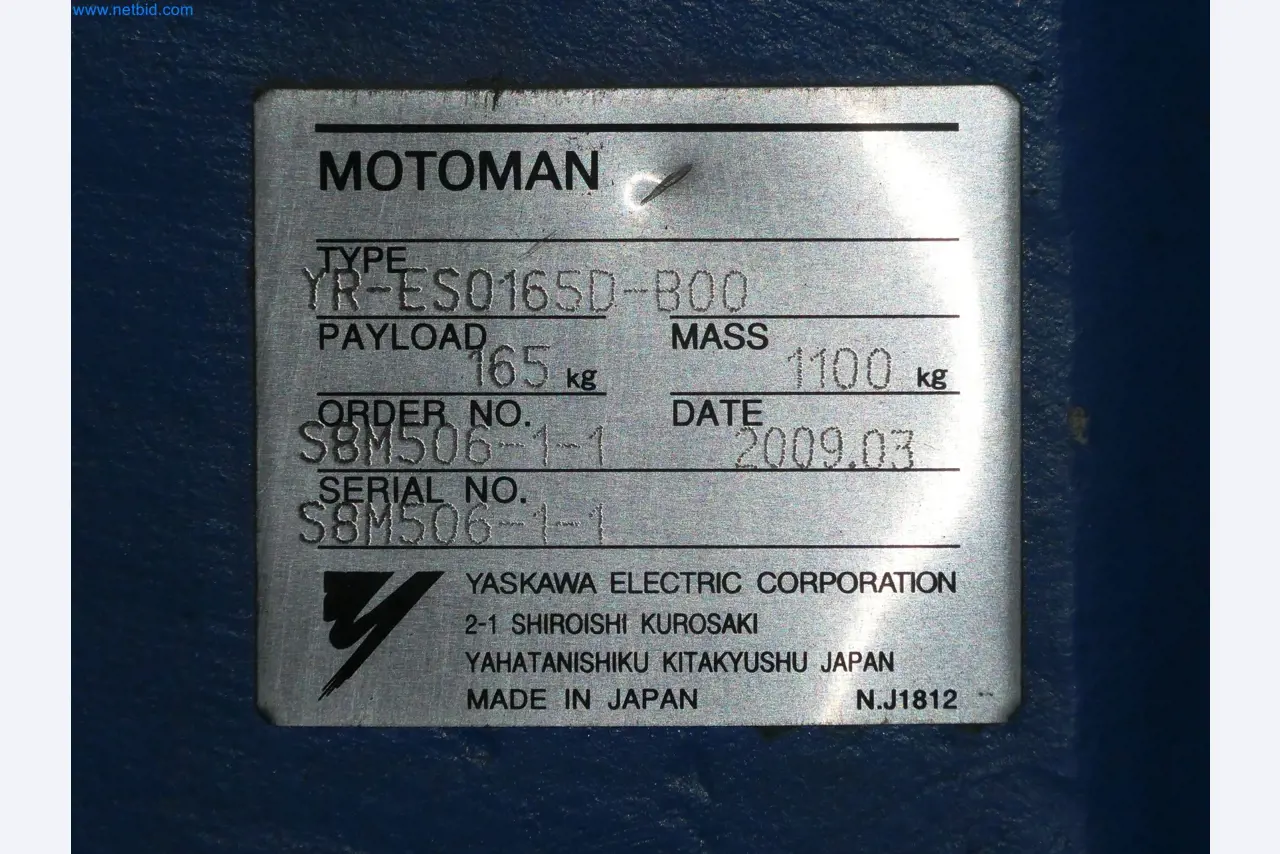 www.netbid.com
MOTOMAN
TYPE
YR-ES0165D-B00
PAYLOAD 165 kg
MASS 1100 kg
ORDER NO. S8M506-1-1
DATE 2009.03
SERIAL NO.
S8M506-1-1
YASKAWA ELECTRIC CORPORATION
2-1 SHIROISHI KUROSAKI
YAHATANISHIKU KITAKYUSHU JAPAN
MADE IN JAPAN N.J1812